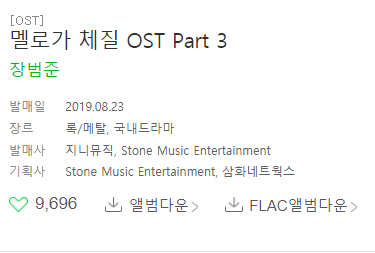 [OST]
멜로가 체질 OST Part 3
장범준
발매일 2019.08.23
장르 록/메탈, 국내드라마
발매사 지니뮤직, Stone Music Entertainment
기획사 Stone Music Entertainment, 삼화네트웍스
9,696 앨범다운 FLAC앨범다운